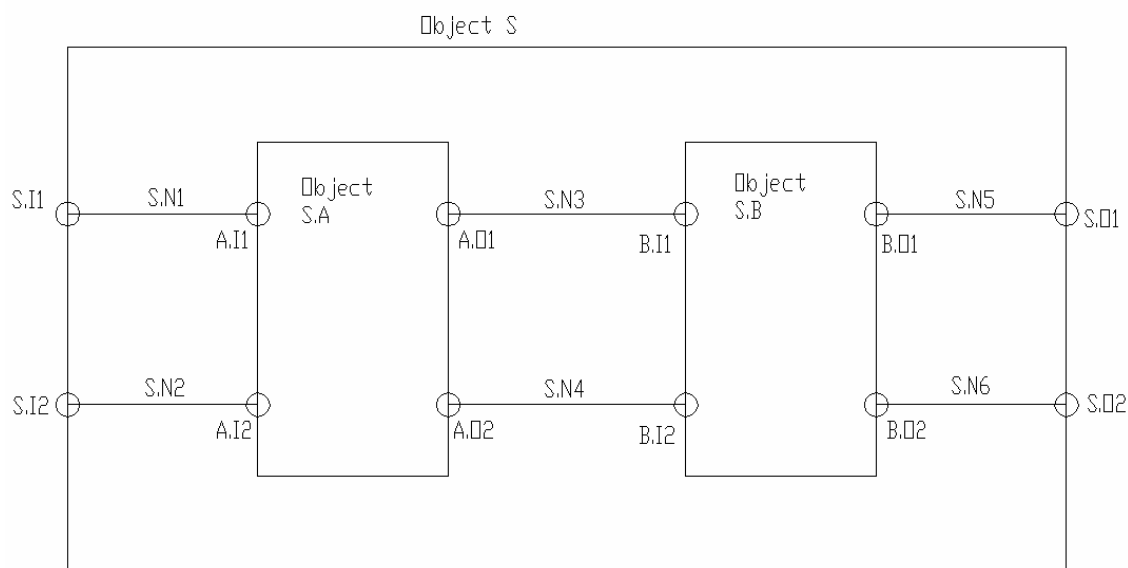 Object S
Object
S.A
Object
S.B
S.I1
S.N1
S.N3
S.N5
S.O1
A.I1
A.O1
B.I1
B.O1
S.I2
S.N2
S.N4
S.N6
S.O2
A.I2
A.O2
B.I2
B.O2